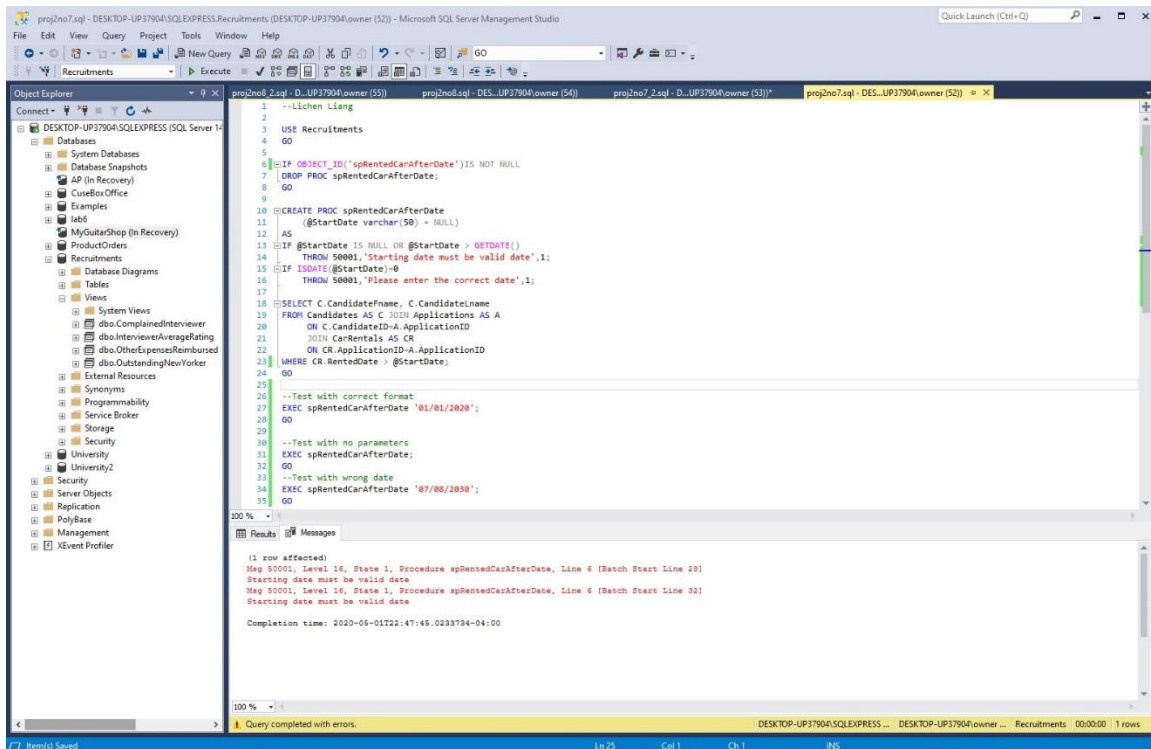 proj2no7.sql - DESKTOP-UP37904\SQLEXPRESS.Recruitments (DESKTOP-UP37904\owner (52)) - Microsoft SQL Server Management Studio
Quick Launch (Ctrl+Q)
File Edit View Query Project Tools Window Help
New Query
GO
Recruitments
Execute
Object Explorer
Connect
DESKTOP-UP37904\SQLEXPRESS (SQL Server 14
Databases
System Databases
Database Snapshots
AP (In Recovery)
CuseBoxOffice
Examples
lab6
MyGuitarShop (In Recovery)
ProductOrders
Recruitments
Database Diagrams
Tables
Views
System Views
dbo.ComplainedInterviewer
dbo.InterviewerAverageRating
dbo.OtherExpensesReimbursed
dbo.OutstandingNewYorker
External Resources
Synonyms
Programmability
Service Broker
Storage
Security
University
University2
Security
Server Objects
Replication
PolyBase
Management
XEvent Profiler
proj2no8_2.sql - D...UP37904\owner (55)) proj2no8.sql - DES...UP37904\owner (54)) proj2no7_2.sql - D...UP37904\owner (53))* proj2no7.sql - DES...UP37904\owner (52))
1 --Lichen Liang
2
3 USE Recruitments
4 GO
5
6 IF OBJECT_ID('spRentedCarAfterDate')IS NOT NULL
7 DROP PROC spRentedCarAfterDate;
8 GO
9
10 CREATE PROC spRentedCarAfterDate
11 (@StartDate varchar(50) = NULL)
12 AS
13 IF @StartDate IS NULL OR @StartDate > GETDATE()
14 THROW 50001,'Starting date must be valid date',1;
15 IF ISDATE(@StartDate)=0
16 THROW 50001,'Please enter the correct date',1;
17
18 SELECT C.CandidateFname, C.CandidateLname
19 FROM Candidates AS C JOIN Applications AS A
20 ON C.CandidateID=A.ApplicationID
21 JOIN CarRentals AS CR
22 ON CR.ApplicationID=A.ApplicationID
23 WHERE CR.RentedDate > @StartDate;
24 GO
25
26 --Test with correct format
27 EXEC spRentedCarAfterDate '01/01/2020';
28 GO
29
30 --Test with no parameters
31 EXEC spRentedCarAfterDate;
32 GO
33 --Test with wrong date
34 EXEC spRentedCarAfterDate '07/08/2030';
35 GO
100 %
Results Messages
(1 row affected)
Msg 50001, Level 16, State 1, Procedure spRentedCarAfterDate, Line 6 [Batch Start Line 28]
Starting date must be valid date
Msg 50001, Level 16, State 1, Procedure spRentedCarAfterDate, Line 6 [Batch Start Line 32]
Starting date must be valid date
Completion time: 2020-05-01T22:47:45.0233734-04:00
100 %
Query completed with errors. DESKTOP-UP37904\SQLEXPRESS ... DESKTOP-UP37904\owner ... Recruitments 00:00:00 1 rows
Item(s) Saved Ln 25 Col 1 Ch 1 INS